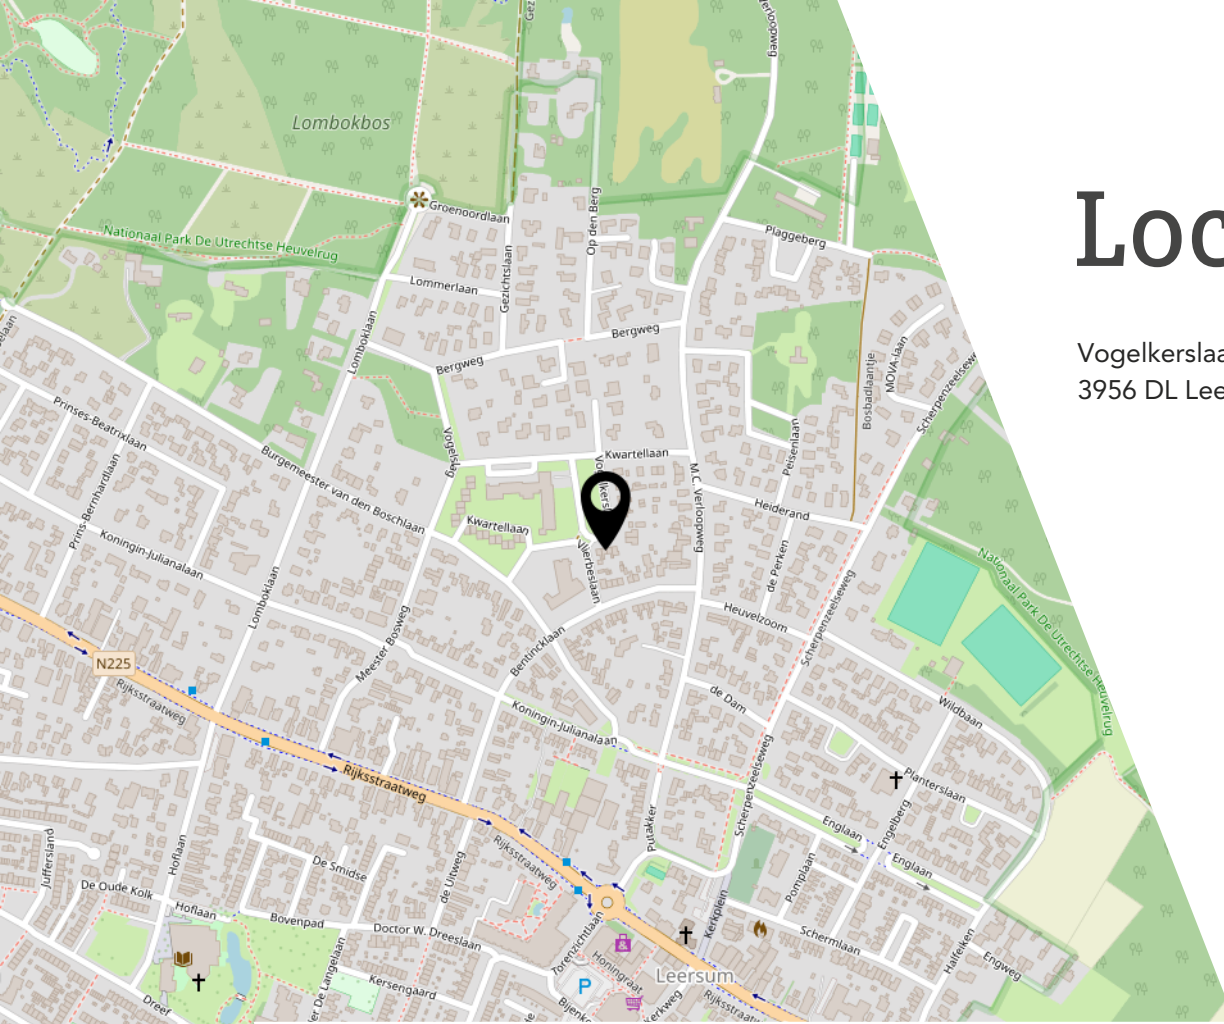 Loc
Vogelkerslaa
3956 DL Lee
Lombokbos
Groenoordlaan
Nationaal Park De Utrechtse Heuvelrug
Lommerlaan
Gezichtslaan
Op den Berg
Plaggeberg
M.C. Verloopweg
Bergweg
Bergweg
Lomboklaan
Vogelslag
Kwartellaan
Kwartellaan
Vlierbeslaan
Bosbadlaantje
MOVA-laan
Scherpenzeelseweg
Peisenlaan
Heiderand
de Perken
Heuvelzoom
Scherpenzeelseweg
Nationaal Park De Utrechtse Heuvelrug
Prinses-Beatrixlaan
Burgemeester van den Boschlaan
Prins-Bernhardlaan
Koningin-Julianalaan
Lomboklaan
Meester Bosweg
Bentincklaan
N225
Rijksstraatweg
Koningin-Julianalaan
de Dam
Wildbaan
Planterslaan
Scherpenzeelseweg
Rijksstraatweg
Putakker
Englaan
Engelberg
Englaan
Pomplaan
Juffersland
Hoflaan
De Smidse
de Uitweg
Rijksstraatweg
De Oude Kolk
Hoflaan
Bovenpad
Doctor W. Dreeslaan
Torenzichtlaan
Kerkplein
Schermlaan
Halfeiken
Engweg
Honingraat
Leersum
P
Kersengaard
Dreef